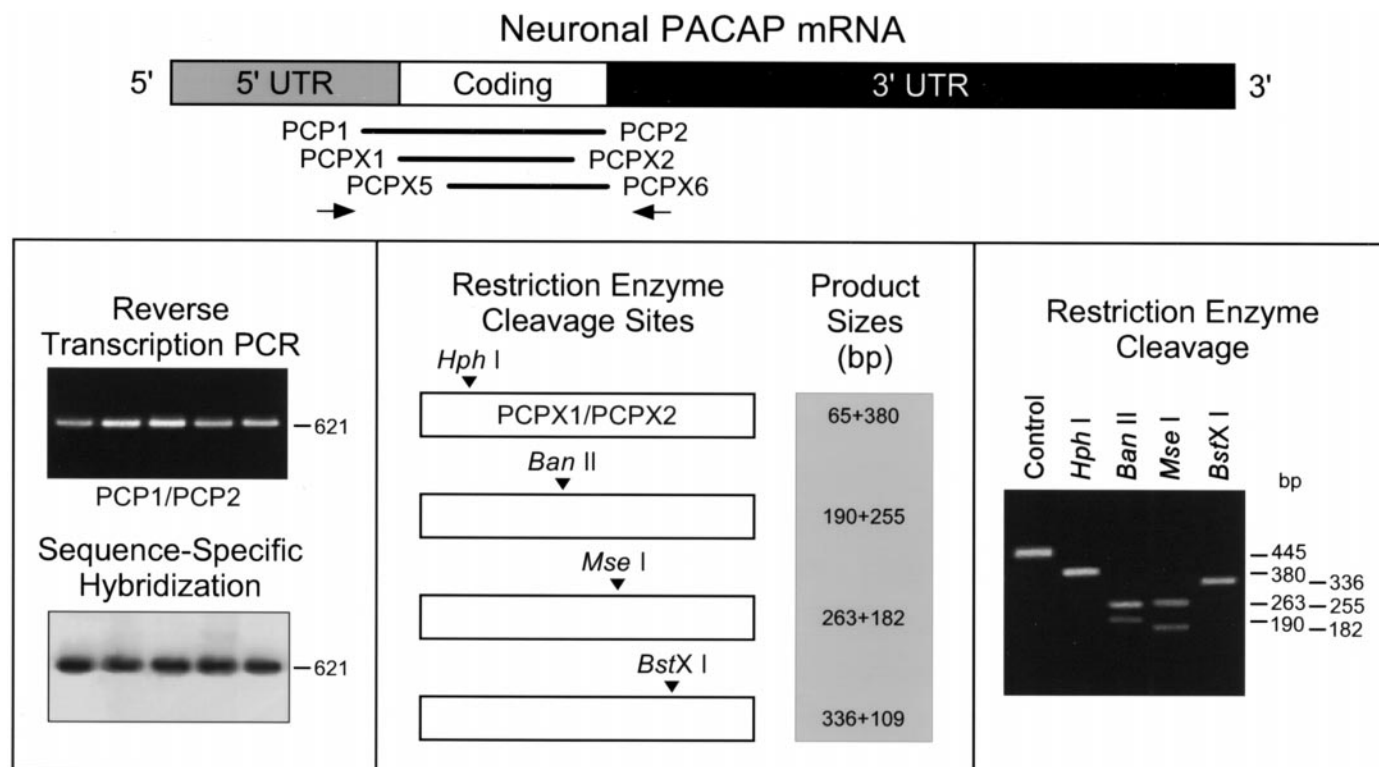 Neuronal PACAP mRNA
5' 5' UTR Coding 3' UTR 3'
PCP1 PCP2
PCPX1 PCPX2
PCPX5 PCPX6
Reverse
Transcription PCR
621
PCP1/PCP2
Sequence-Specific
Hybridization
621
Restriction Enzyme
Cleavage Sites
Hph I
PCPX1/PCPX2
Ban II
Mse I
BstX I
Product
Sizes
(bp)
65+380
190+255
263+182
336+109
Restriction Enzyme
Cleavage
Control Hph I Ban II Mse I BstX I bp
445
380 336
263 255
190 182